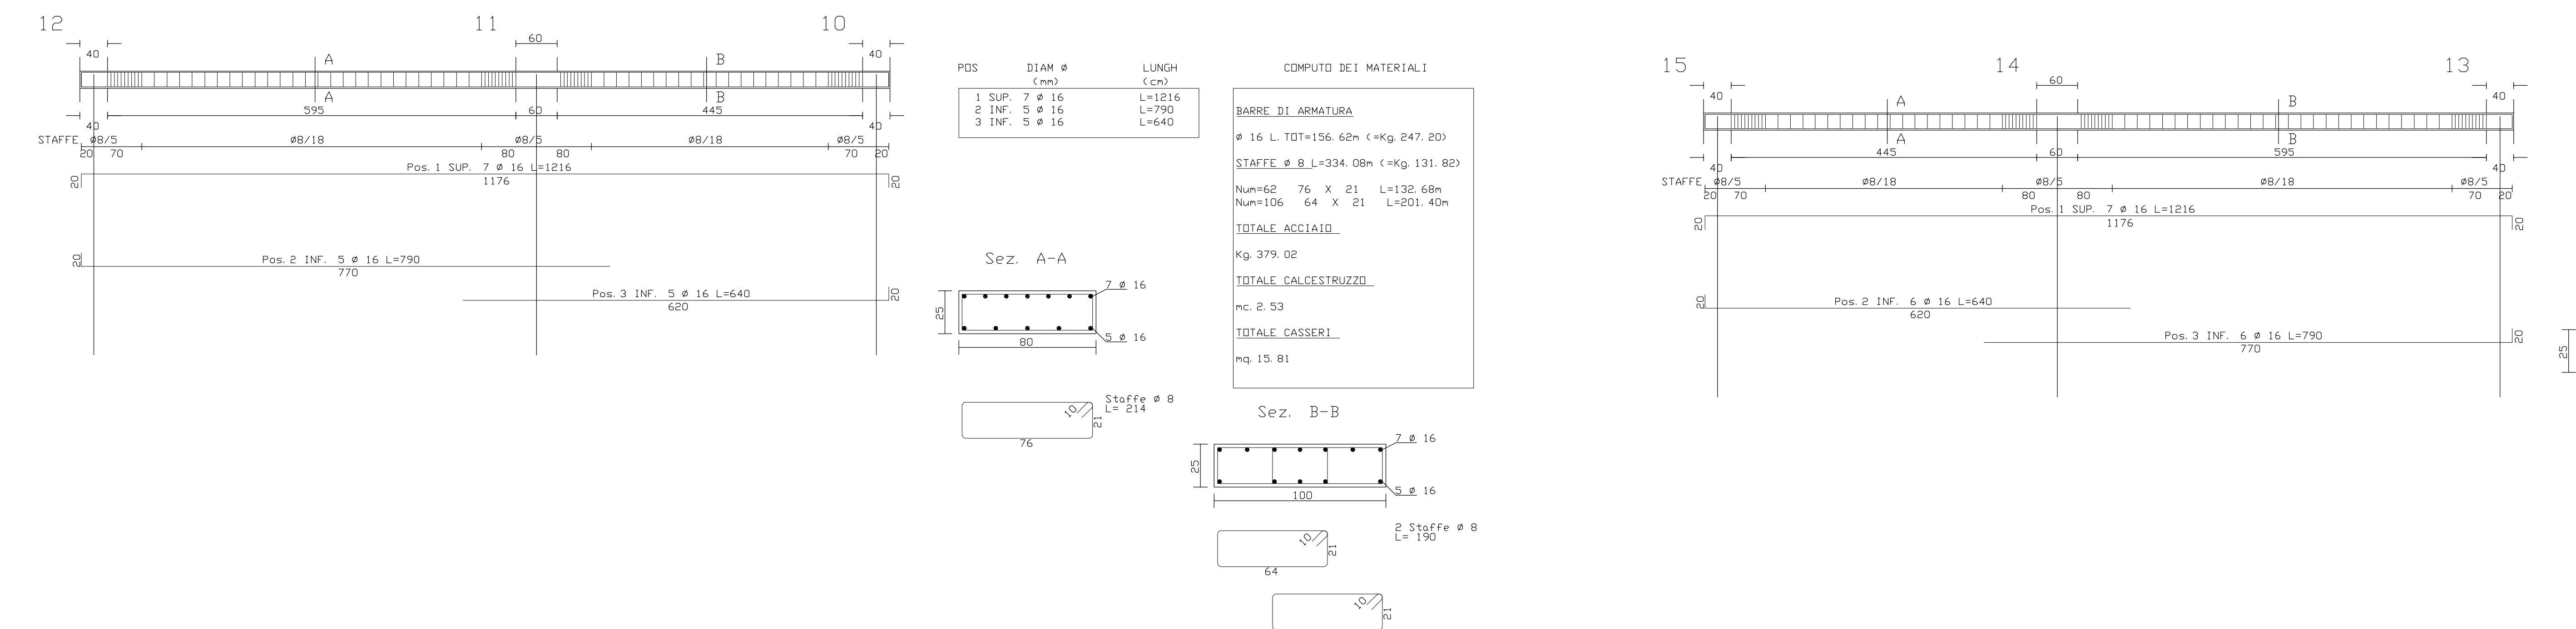 12
11
10
60
40
40
A
B
A
B
595
60
445
40
40
STAFFE
ø8/5
ø8/18
ø8/5
ø8/18
ø8/5
20
70
80
80
70
20
Pos. 1 SUP. 7 ø 16 L=1216
20
1176
20
Pos. 2 INF. 5 ø 16 L=790
20
770
Pos. 3 INF. 5 ø 16 L=640
620
20
POS DIAM ø LUNGH
(mm) (cm)
1 SUP. 7 ø 16 L=1216
2 INF. 5 ø 16 L=790
3 INF. 5 ø 16 L=640
Sez. A-A
7 ø 16
25
5 ø 16
80
Staffe ø 8
L= 214
10
21
76
COMPUTO DEI MATERIALI
BARRE DI ARMATURA
ø 16 L. TOT=156. 62m (=Kg. 247. 20)
STAFFE ø 8 L=334. 08m (=Kg. 131. 82)
Num=62 76 X 21 L=132. 68m
Num=106 64 X 21 L=201. 40m
TOTALE ACCIAIO
Kg. 379. 02
TOTALE CALCESTRUZZO
mc. 2. 53
TOTALE CASSERI
mq. 15. 81
Sez. B-B
7 ø 16
25
5 ø 16
100
2 Staffe ø 8
L= 190
10
21
64
10
21
15
14
13
60
40
40
A
B
A
B
445
60
595
40
40
STAFFE
ø8/5
ø8/18
ø8/5
ø8/18
ø8/5
20
70
80
80
70
20
Pos. 1 SUP. 7 ø 16 L=1216
20
1176
20
Pos. 2 INF. 6 ø 16 L=640
20
620
Pos. 3 INF. 6 ø 16 L=790
770
20
25